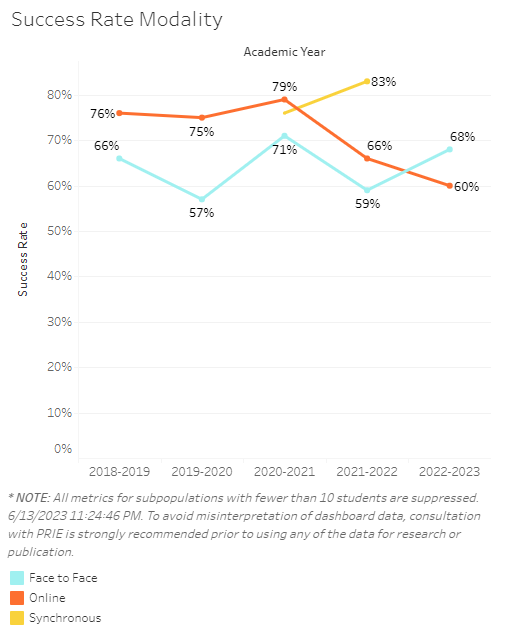 Success Rate Modality
Academic Year
Success Rate
80%
70%
60%
50%
40%
30%
20%
10%
0%
76%
75%
79%
66%
60%
66%
57%
71%
59%
68%
83%
2018-2019
2019-2020
2020-2021
2021-2022
2022-2023
* NOTE: All metrics for subpopulations with fewer than 10 students are suppressed.
6/13/2023 11:24:46 PM. To avoid misinterpretation of dashboard data, consultation
with PRIE is strongly recommended prior to using any of the data for research or
publication.
Face to Face
Online
Synchronous